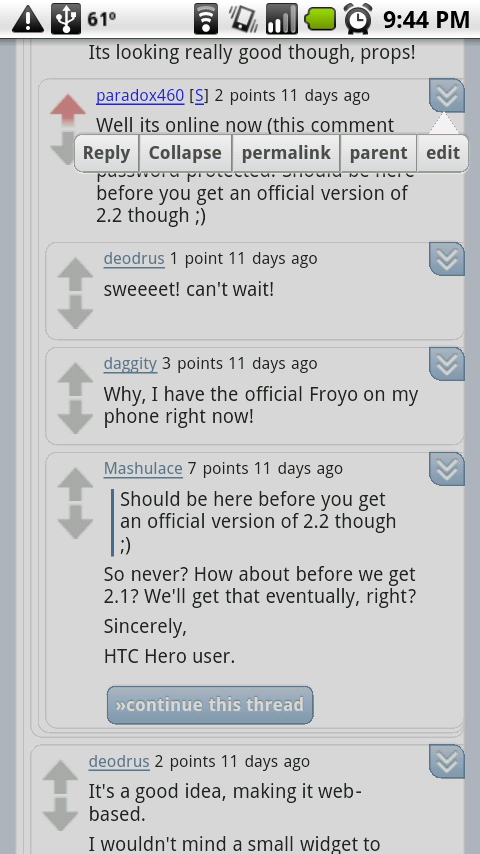 61º
9:44 PM
Its looking really good though, props!
paradox460 [S] 2 points 11 days ago
Well its online now (this comment
Reply Collapse permalink parent edit
password protected. Should be here
before you get an official version of
2.2 though ;)
deodrus 1 point 11 days ago
sweeeet! can't wait!
daggity 3 points 11 days ago
Why, I have the official Froyo on my
phone right now!
Mashulace 7 points 11 days ago
Should be here before you get
an official version of 2.2 though
;)
So never? How about before we get
2.1? We'll get that eventually, right?
Sincerely,
HTC Hero user.
»continue this thread
deodrus 2 points 11 days ago
It's a good idea, making it web-
based.
I wouldn't mind a small widget to